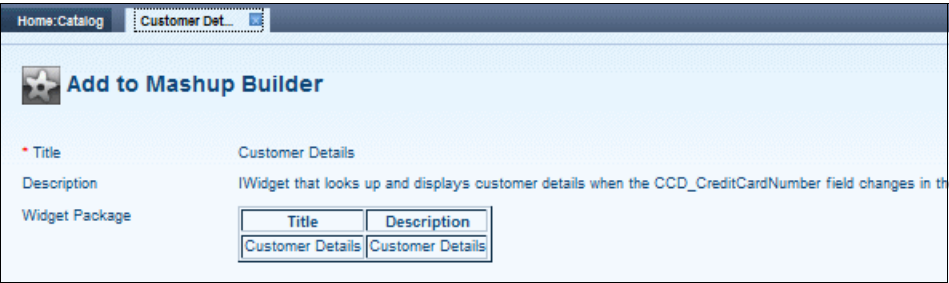 Home:Catalog Customer Det...
Add to Mashup Builder
* Title Customer Details
Description IWidget that looks up and displays customer details when the CCD_CreditCardNumber field changes in th
Widget Package
Title Description
Customer Details Customer Details